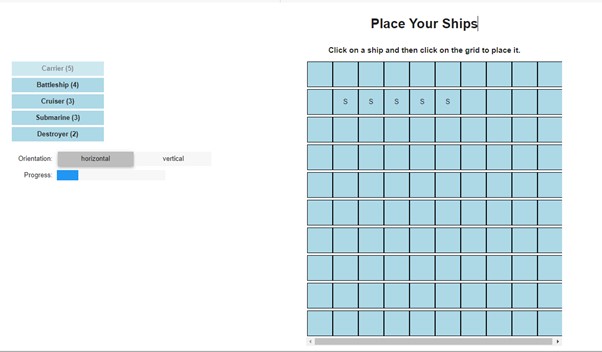 Place Your Ships
Click on a ship and then click on the grid to place it.
Carrier (5)
Battleship (4)
Cruiser (3)
Submarine (3)
Destroyer (2)
Orientation: horizontal vertical
Progress:
S S S S S